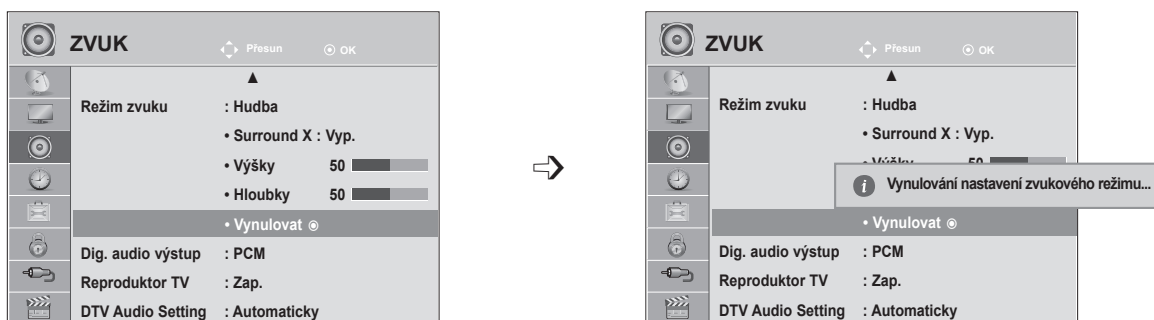 ZVUK
Přesun OK
Režim zvuku : Hudba
• Surround X : Vyp.
• Výšky 50
• Hloubky 50
• Vynulovat
Dig. audio výstup : PCM
Reproduktor TV : Zap.
DTV Audio Setting : Automaticky
ZVUK
Přesun OK
Režim zvuku : Hudba
• Surround X : Vyp.
• Výšky 50
i Vynulování nastavení zvukového režimu...
• Vynulovat
Dig. audio výstup : PCM
Reproduktor TV : Zap.
DTV Audio Setting : Automaticky